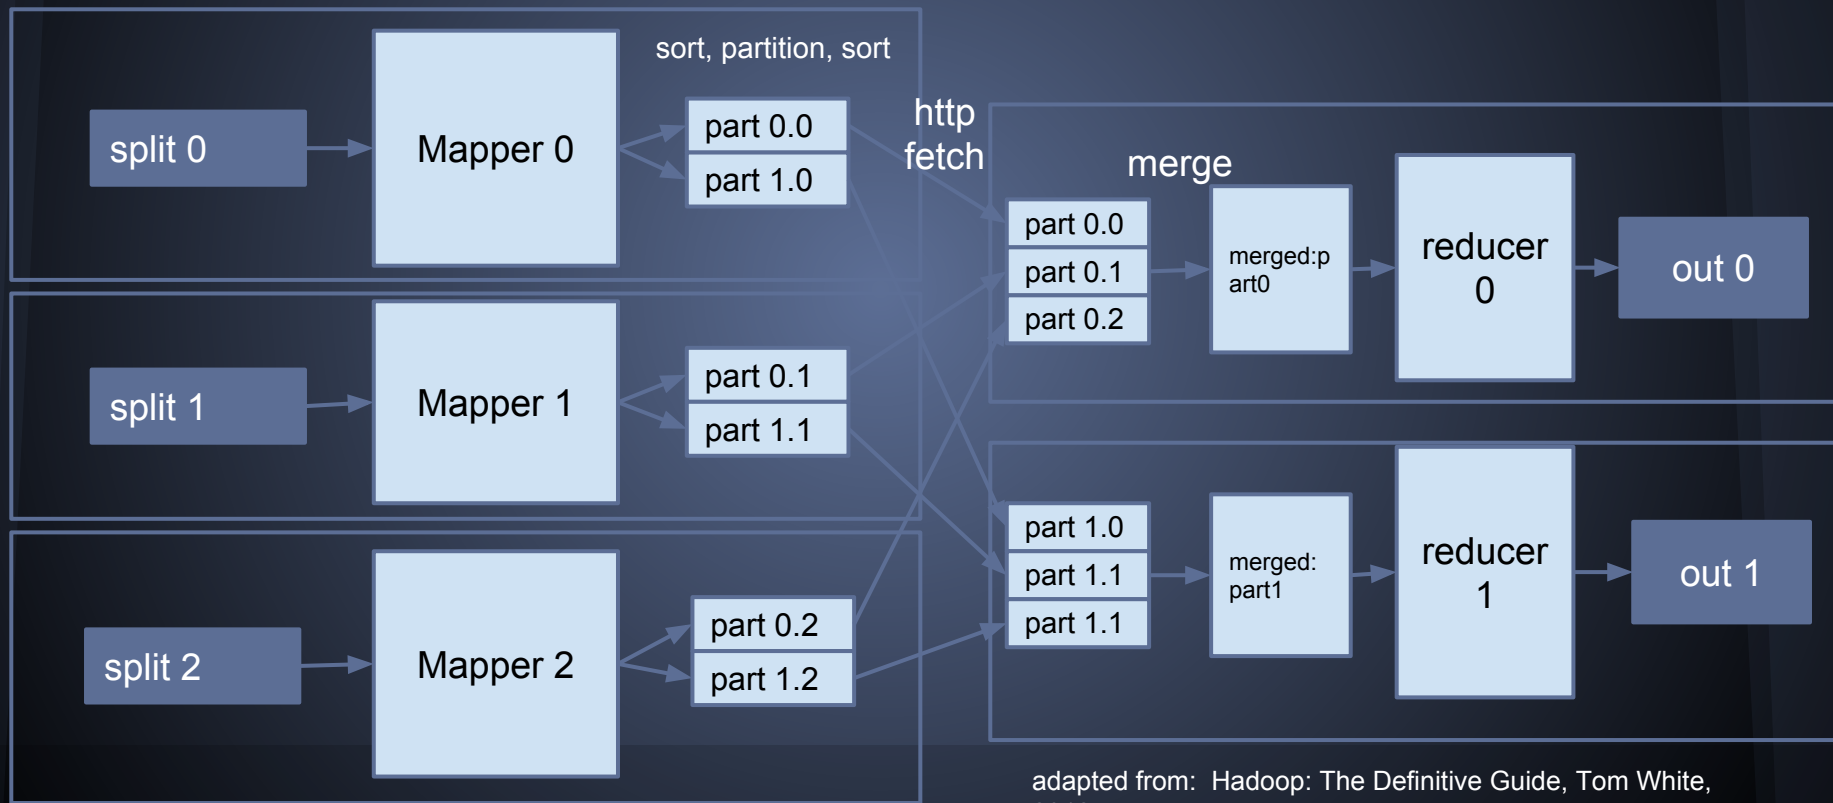 sort, partition, sort
split 0
Mapper 0
part 0.0
part 1.0
split 1
Mapper 1
part 0.1
part 1.1
split 2
Mapper 2
part 0.2
part 1.2
http
fetch
merge
part 0.0
part 0.1
part 0.2
merged:p
art0
reducer
0
out 0
part 1.0
part 1.1
part 1.1
merged:
part1
reducer
1
out 1
adapted from: Hadoop: The Definitive Guide, Tom White,